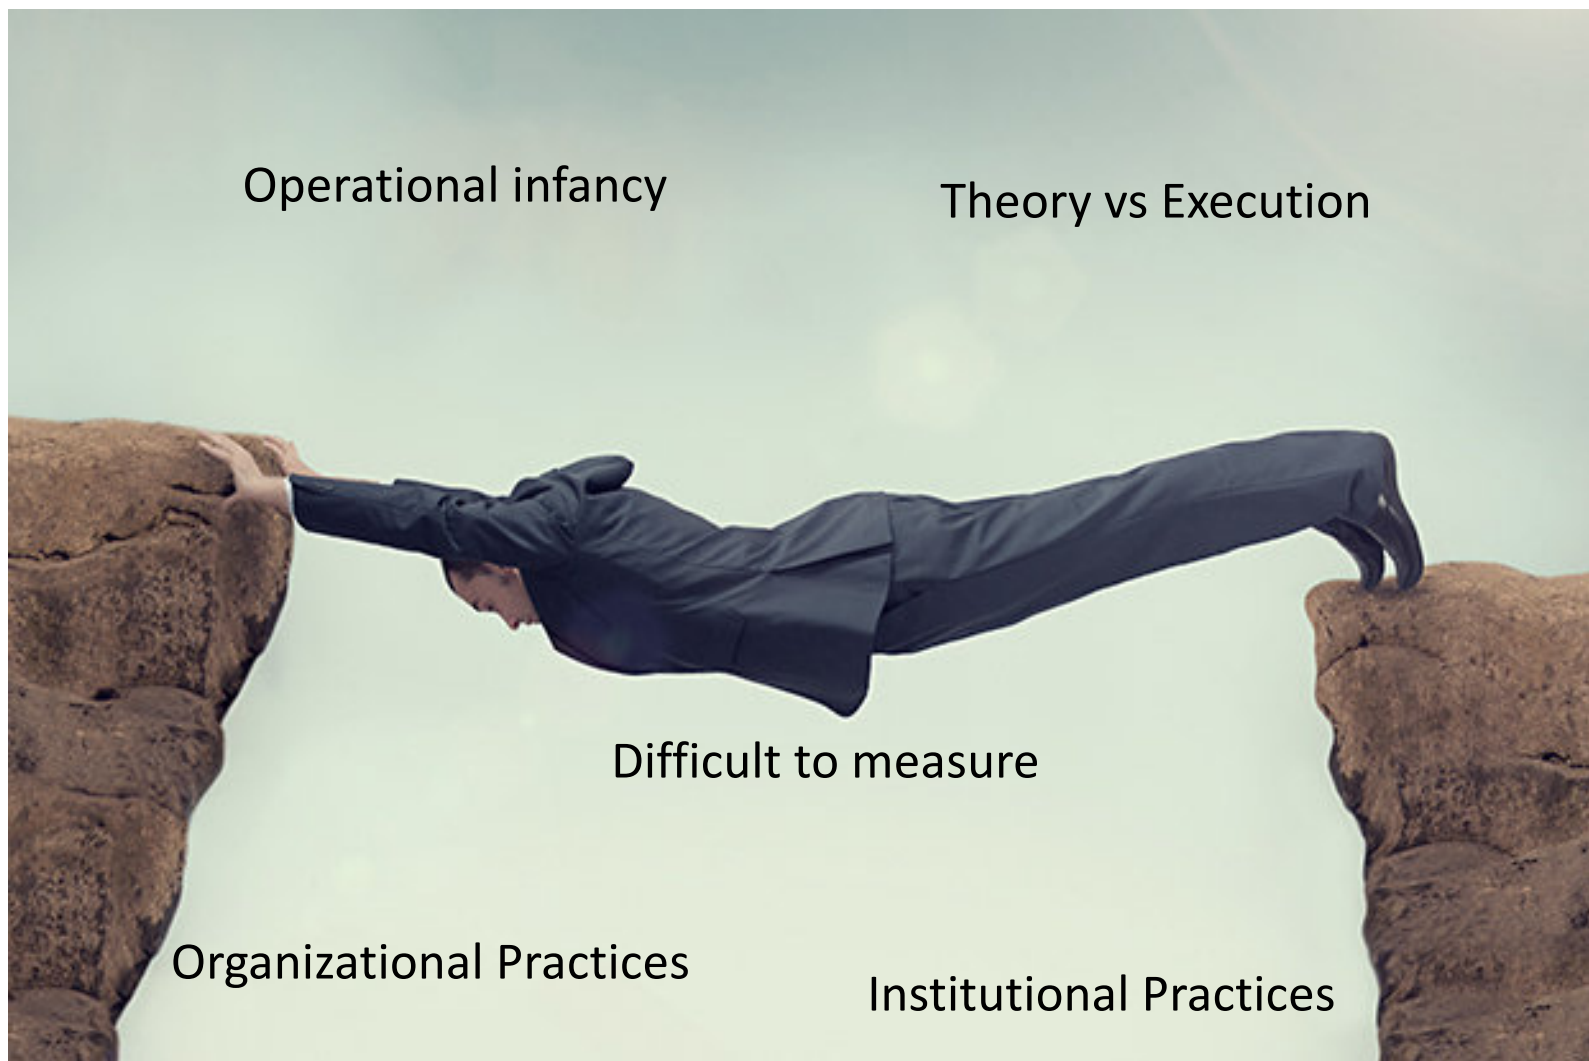 Operational infancy
Theory vs Execution
Difficult to measure
Organizational Practices
Institutional Practices